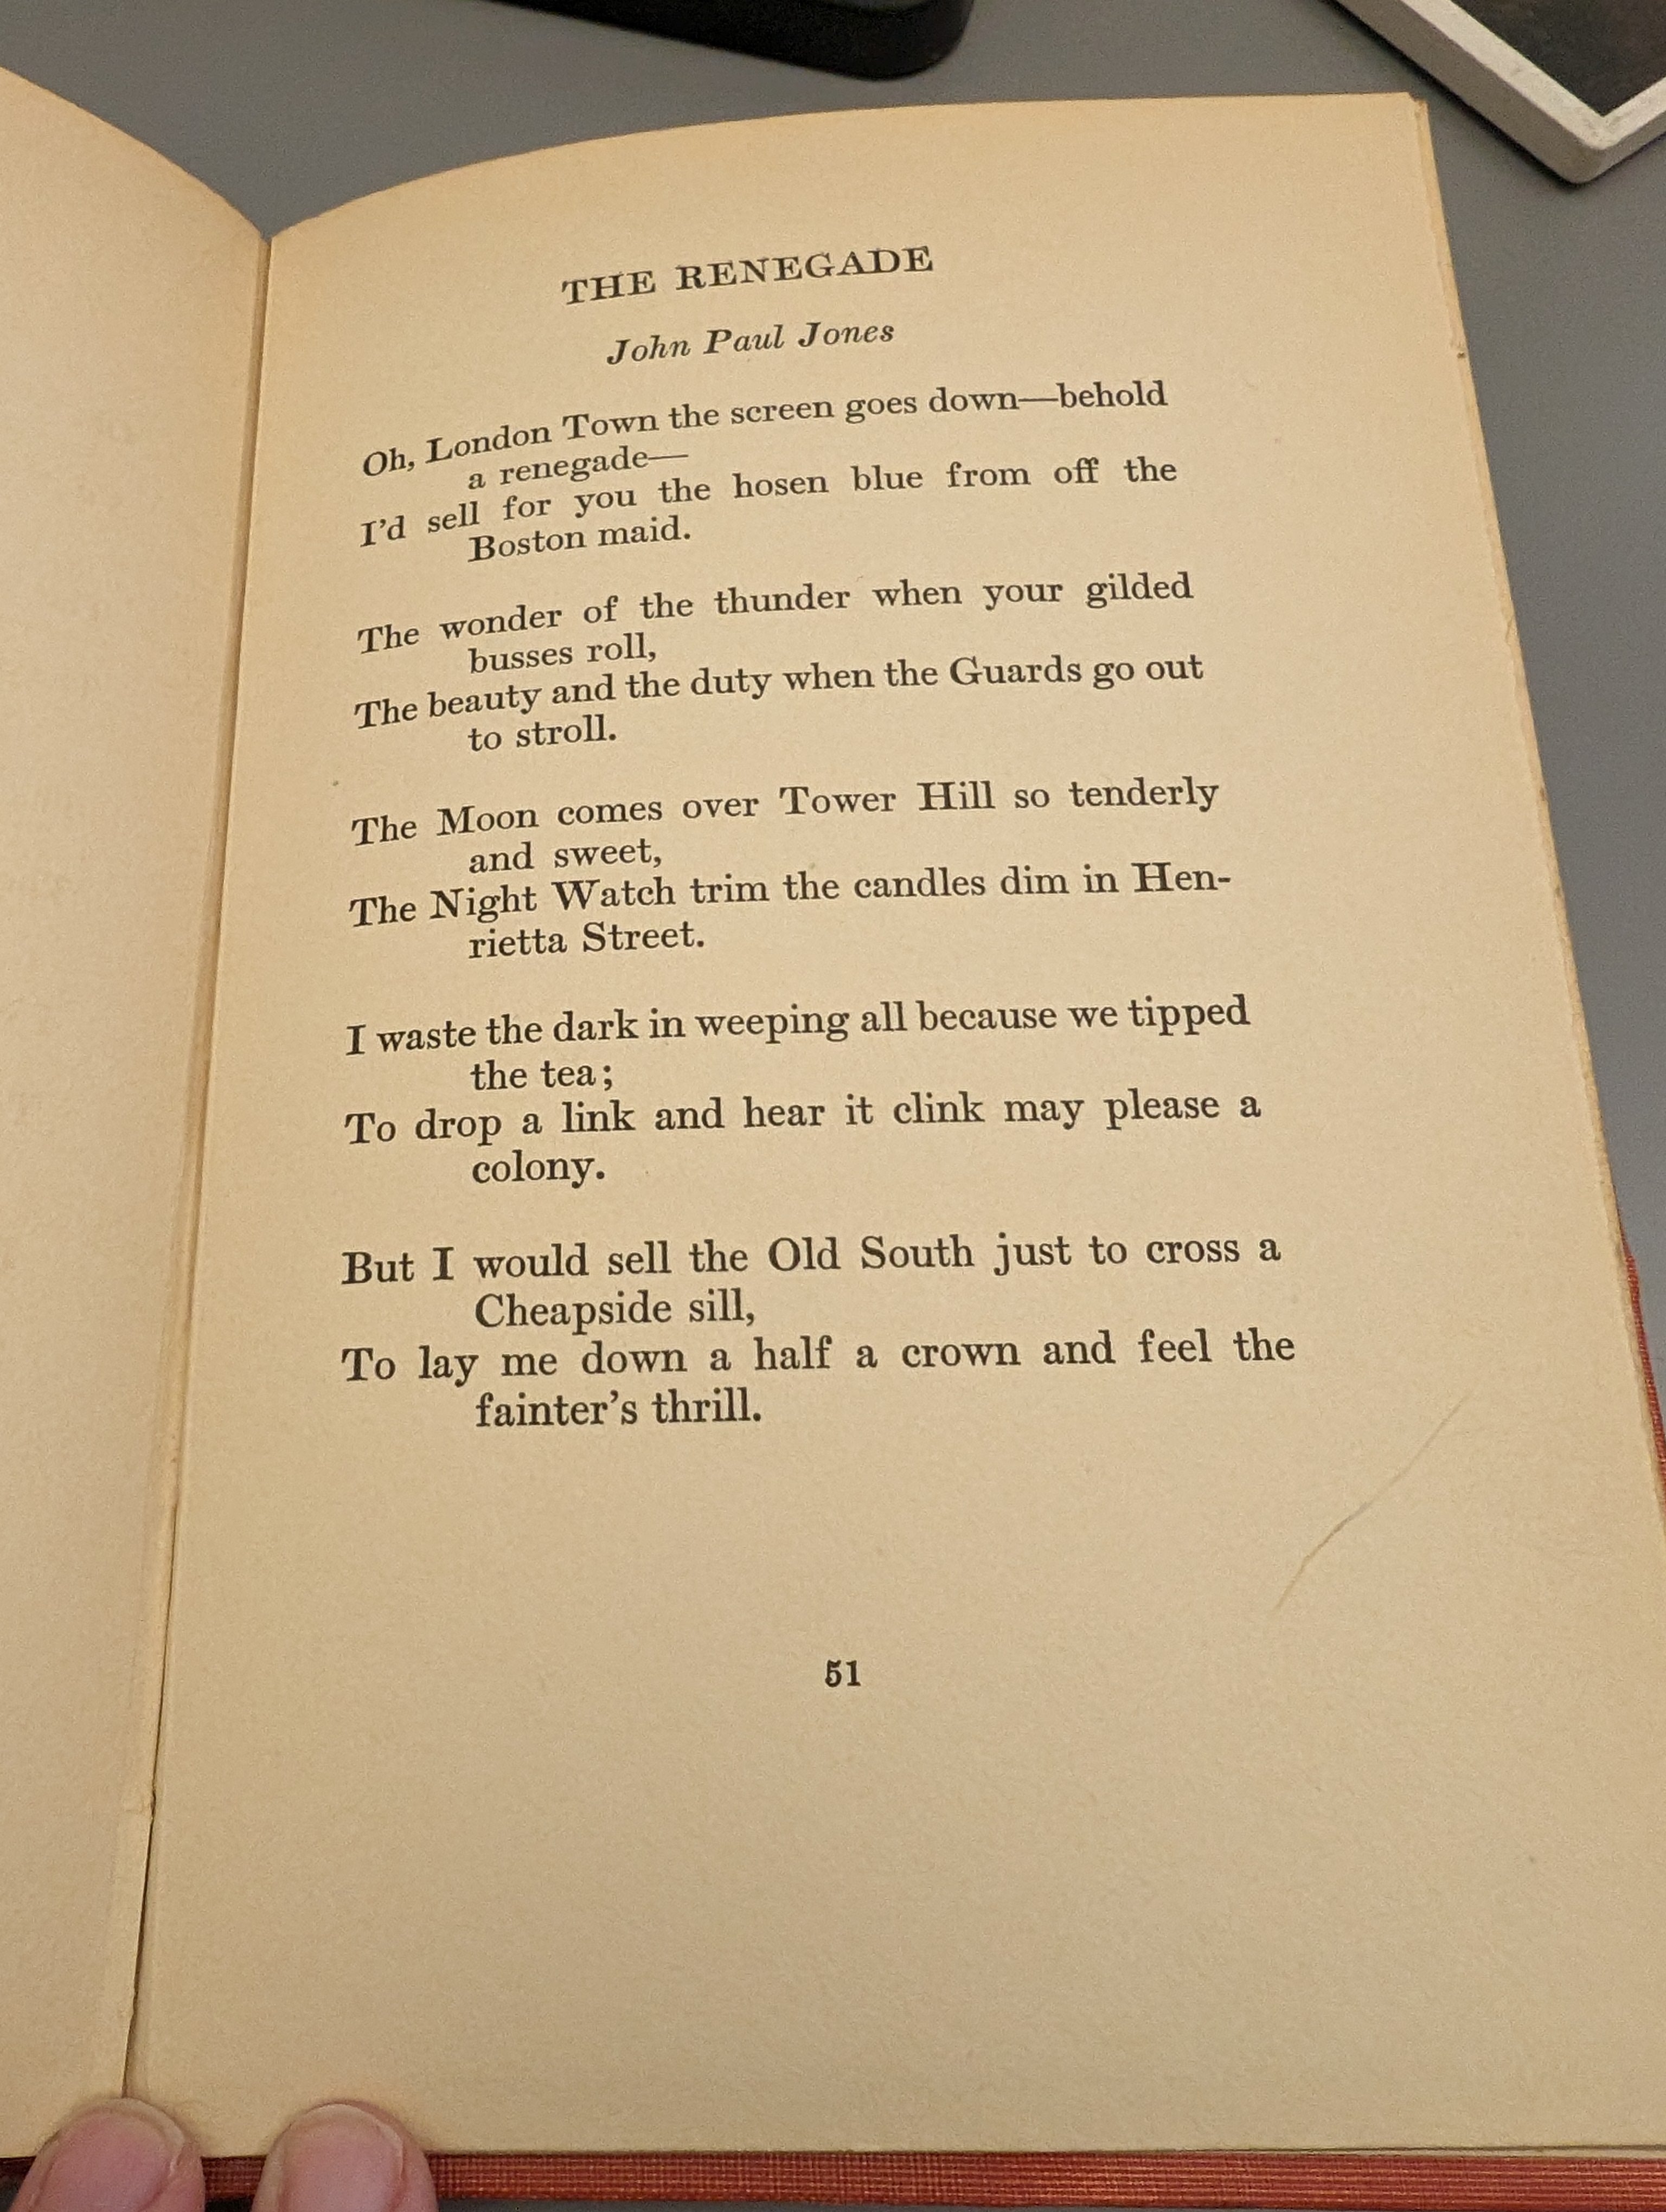 THE RENEGADE
John Paul Jones
Oh, London Town the screen goes down—behold
a renegade—
I'd sell for you the hosen blue from off the
Boston maid.
The wonder of the thunder when your gilded
busses roll,
The beauty and the duty when the Guards go out
to stroll.
The Moon comes over Tower Hill so tenderly
and sweet,
The Night Watch trim the candles dim in Hen-
rietta Street.
I waste the dark in weeping all because we tipped
the tea;
To drop a link and hear it clink may please a
colony.
But I would sell the Old South just to cross a
Cheapside sill,
To lay me down a half a crown and feel the
fainter's thrill.
51